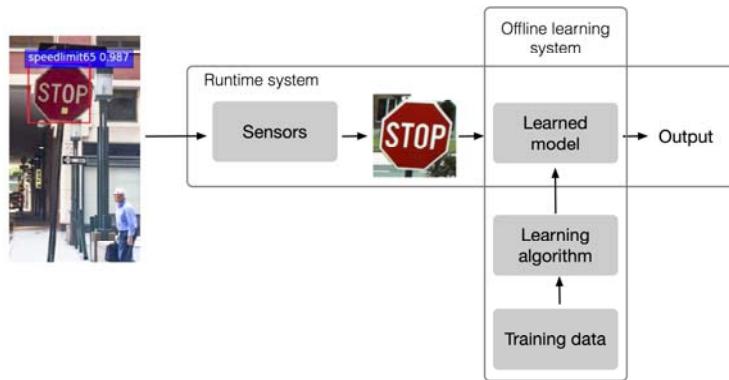 Offline learning
system
speedlimit65 0.987
Runtime system
STOP
Sensors
STOP
Learned
model
Output
Learning
algorithm
Training data